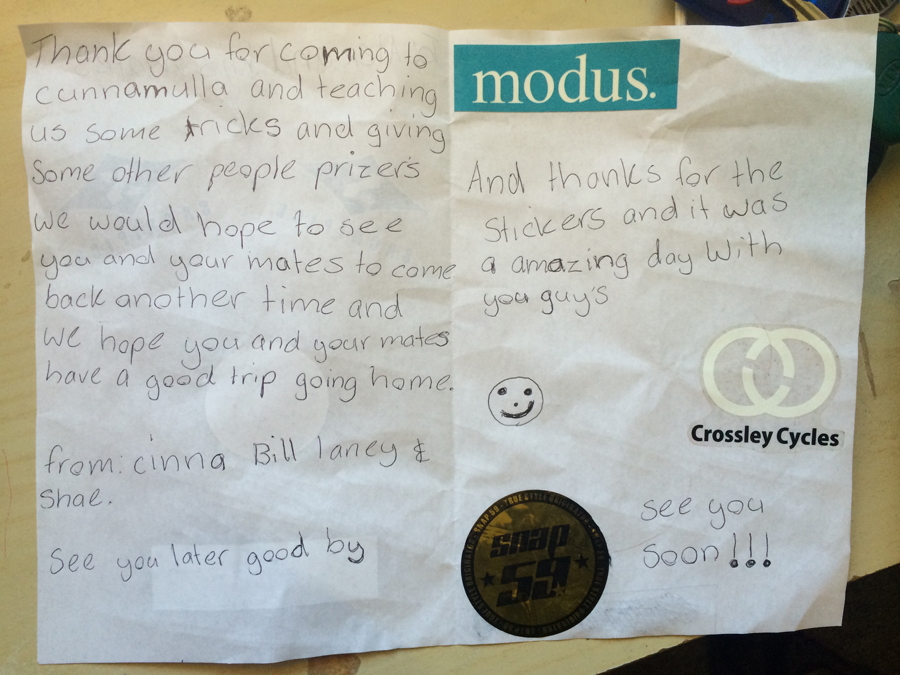 Thank you for coming to
cunnamulla and teaching
us some tricks and giving
some other people prizer's
we would hope to see
you and your mates to come
back another time and
we hope you and your mates
have a good trip going home.
from: cinna Bill laney &
shae.
See you later good by
modus.
And thanks for the
stickers and it was
a amazing day with
you guy's
Crossley Cycles
snap
59
see you
soon!!!